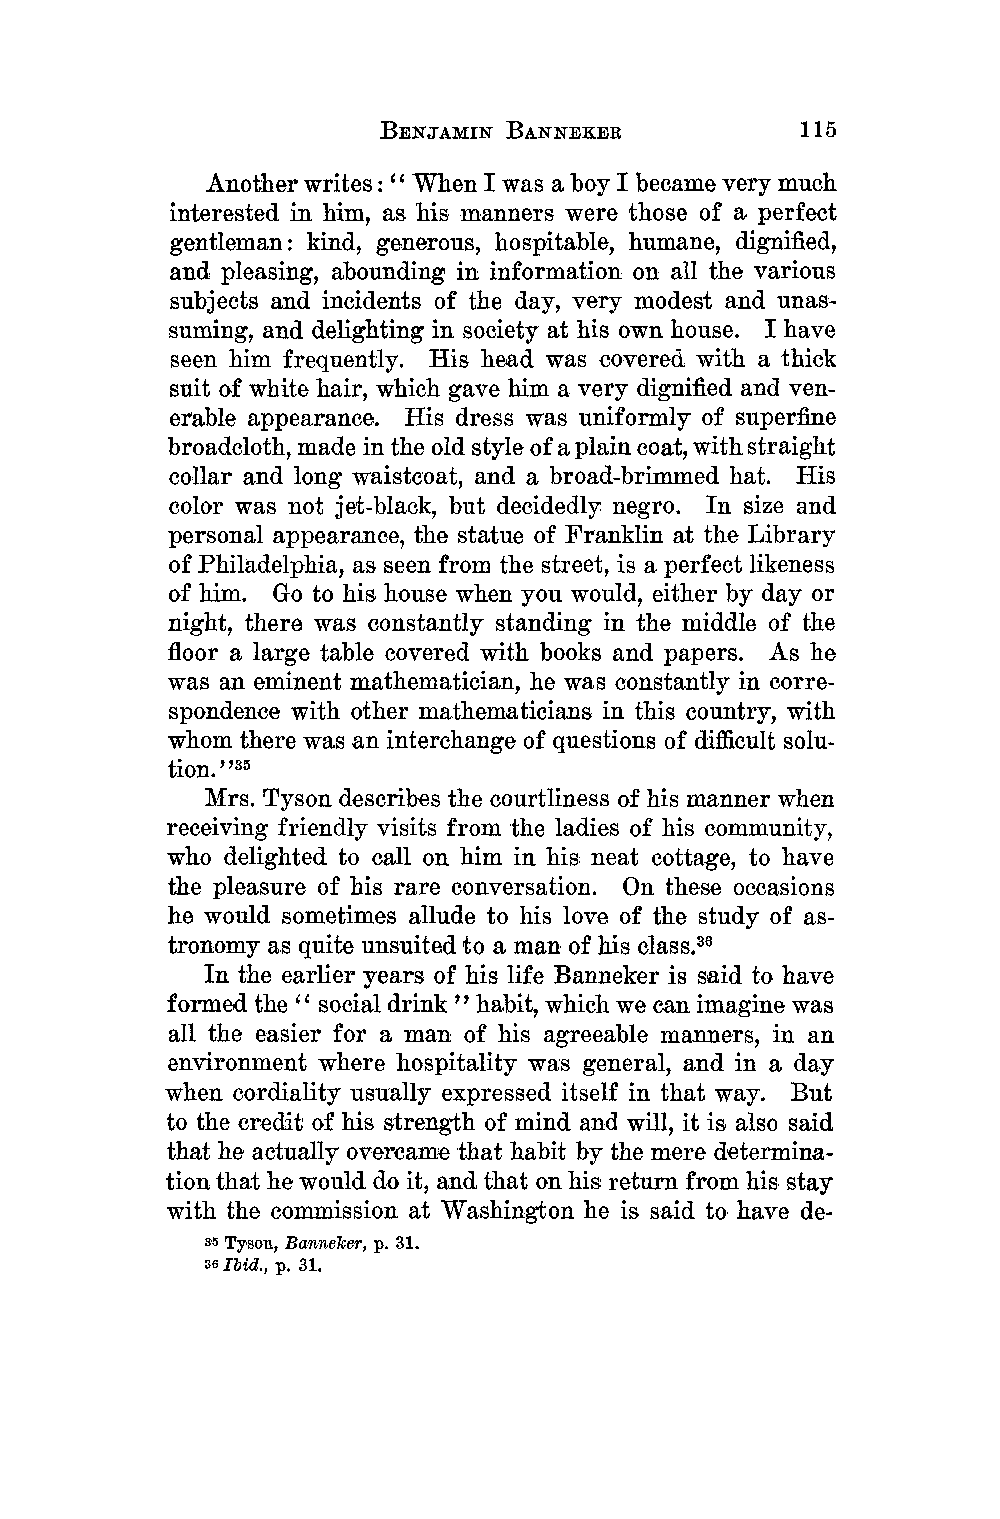 BENJAMIN BANNEKER 115
Another writes: "When I was a boy I became very much
interested in him, as his manners were those of a perfect
gentleman: kind, generous, hospitable, humane, dignified,
and pleasing, abounding in information on all the various
subjects and incidents of the day, very modest and unas-
suming, and delighting in society at his own house. I have
seen him frequently. His head was covered with a thick
suit of white hair, which gave him a very dignified and ven-
erable appearance. His dress was uniformly of superfine
broadcloth, made in the old style of a plain coat, with straight
collar and long waistcoat, and a broad-brimmed hat. His
color was not jet-black, but decidedly negro. In size and
personal appearance, the statue of Franklin at the Library
of Philadelphia, as seen from the street, is a perfect likeness
of him. Go to his house when you would, either by day or
night, there was constantly standing in the middle of the
floor a large table covered with books and papers. As he
was an eminent mathematician, he was constantly in corre-
spondence with other mathematicians in this country, with
whom there was an interchange of questions of difficult solu-
tion."35
Mrs. Tyson describes the courtliness of his manner when
receiving friendly visits from the ladies of his community,
who delighted to call on him in his neat cottage, to have
the pleasure of his rare conversation. On these occasions
he would sometimes allude to his love of the study of as-
tronomy as quite unsuited to a man of his class.36
In the earlier years of his life Banneker is said to have
formed the "social drink" habit, which we can imagine was
all the easier for a man of his agreeable manners, in an
environment where hospitality was general, and in a day
when cordiality usually expressed itself in that way. But
to the credit of his strength of mind and will, it is also said
that he actually overcame that habit by the mere determina-
tion that he would do it, and that on his return from his stay
with the commission at Washington he is said to have de-
35 Tyson, Banneker, p. 31.
36 Ibid., p. 31.